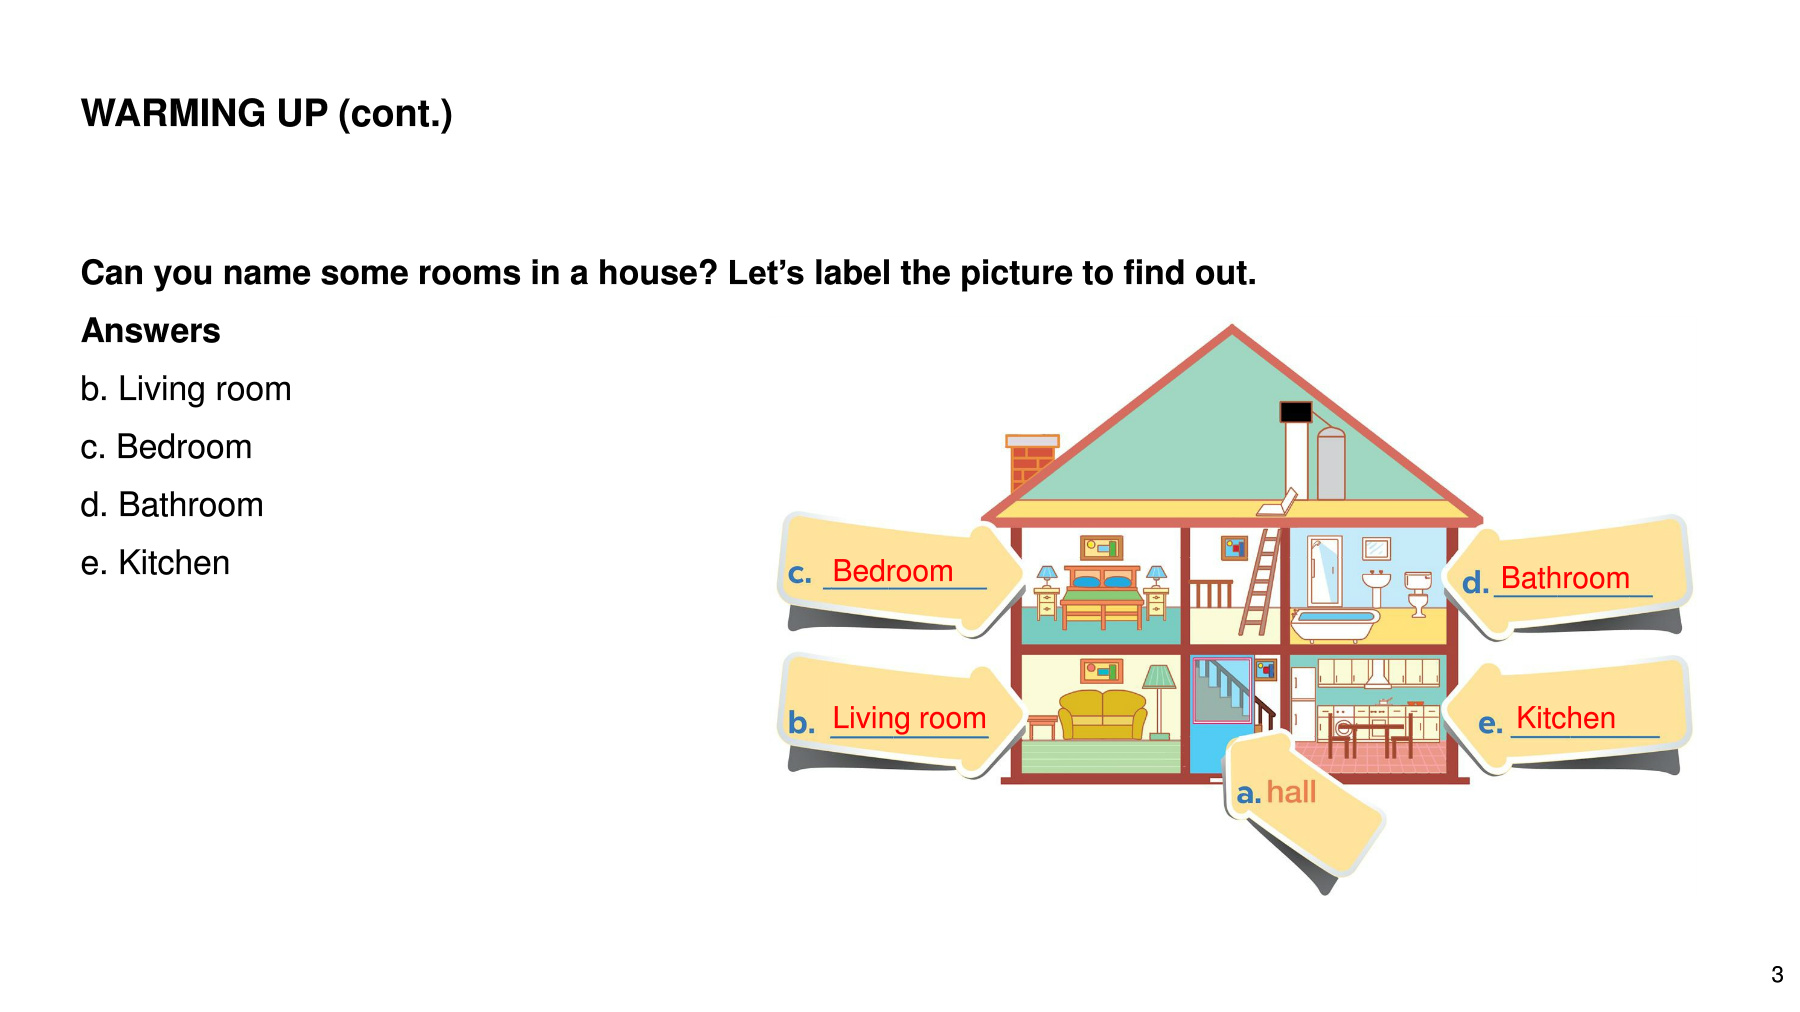 WARMING UP (cont.)
Can you name some rooms in a house? Let’s label the picture to find out.
Answers
b. Living room
c. Bedroom
d. Bathroom
e. Kitchen
c. Bedroom
d. Bathroom
b. Living room
e. Kitchen
a. hall
3